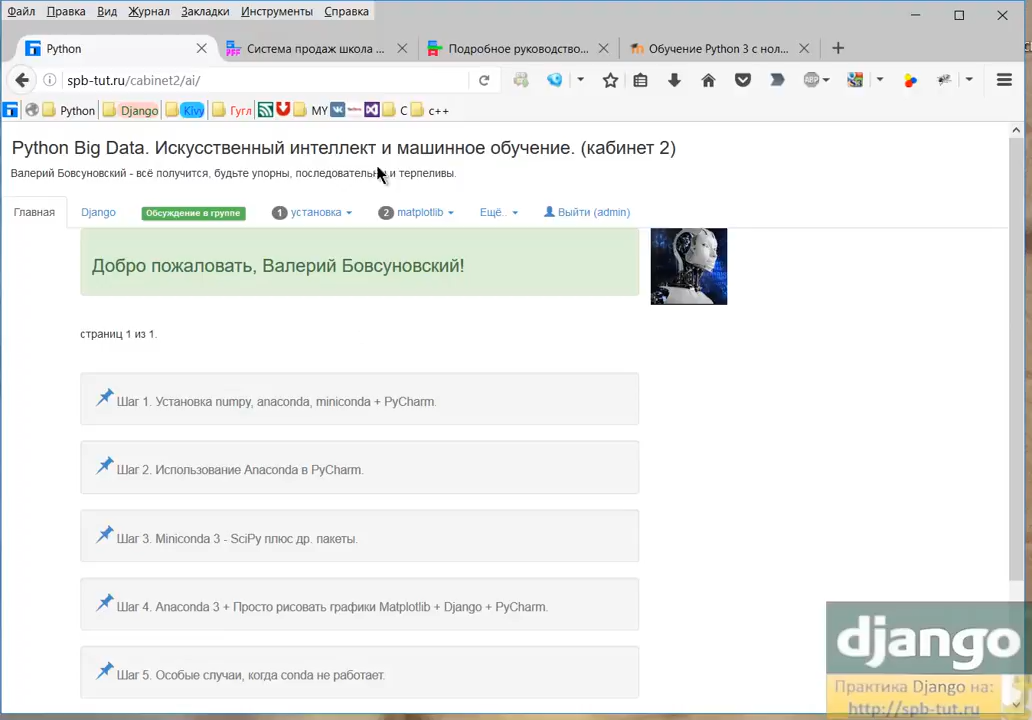 Файл Правка Вид Журнал Закладки Инструменты Справка
Python Система продаж школа ... Подробное руководство... Обучение Python 3 с нол...
spb-tut.ru/cabinet2/ai/
Python Django Kivy Гугл MY C c++
Python Big Data. Искусственный интеллект и машинное обучение. (кабинет 2)
Валерий Бовсуновский - всё получится, будьте упорны, последовательны и терпеливы.
Главная Django Обсуждение в группе 1 установка 2 matplotlib Ещё.. Выйти (admin)
Добро пожаловать, Валерий Бовсуновский!
страниц 1 из 1.
Шаг 1. Установка numpy, anaconda, miniconda + PyCharm.
Шаг 2. Использование Anaconda в PyCharm.
Шаг 3. Miniconda 3 - SciPy плюс др. пакеты.
Шаг 4. Anaconda 3 + Просто рисовать графики Matplotlib + Django + PyCharm.
Шаг 5. Особые случаи, когда conda не работает.
django
Практика Django на:
http://spb-tut.ru